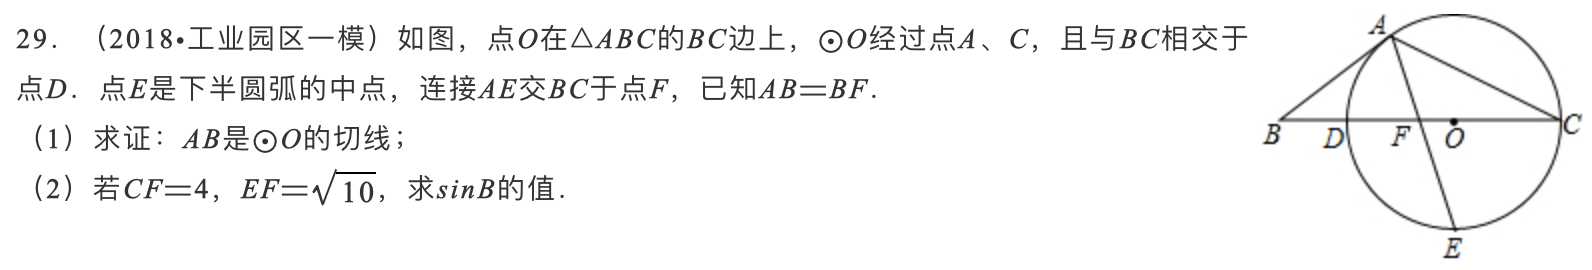 29. （2018•工业园区一模）如图，点O在△ABC的BC边上，⊙O经过点A、C，且与BC相交于
点D．点E是下半圆弧的中点，连接AE交BC于点F，已知AB=BF．
（1）求证：AB是⊙O的切线；
（2）若CF=4，EF=√10，求sinB的值．
A
B D F O C
E